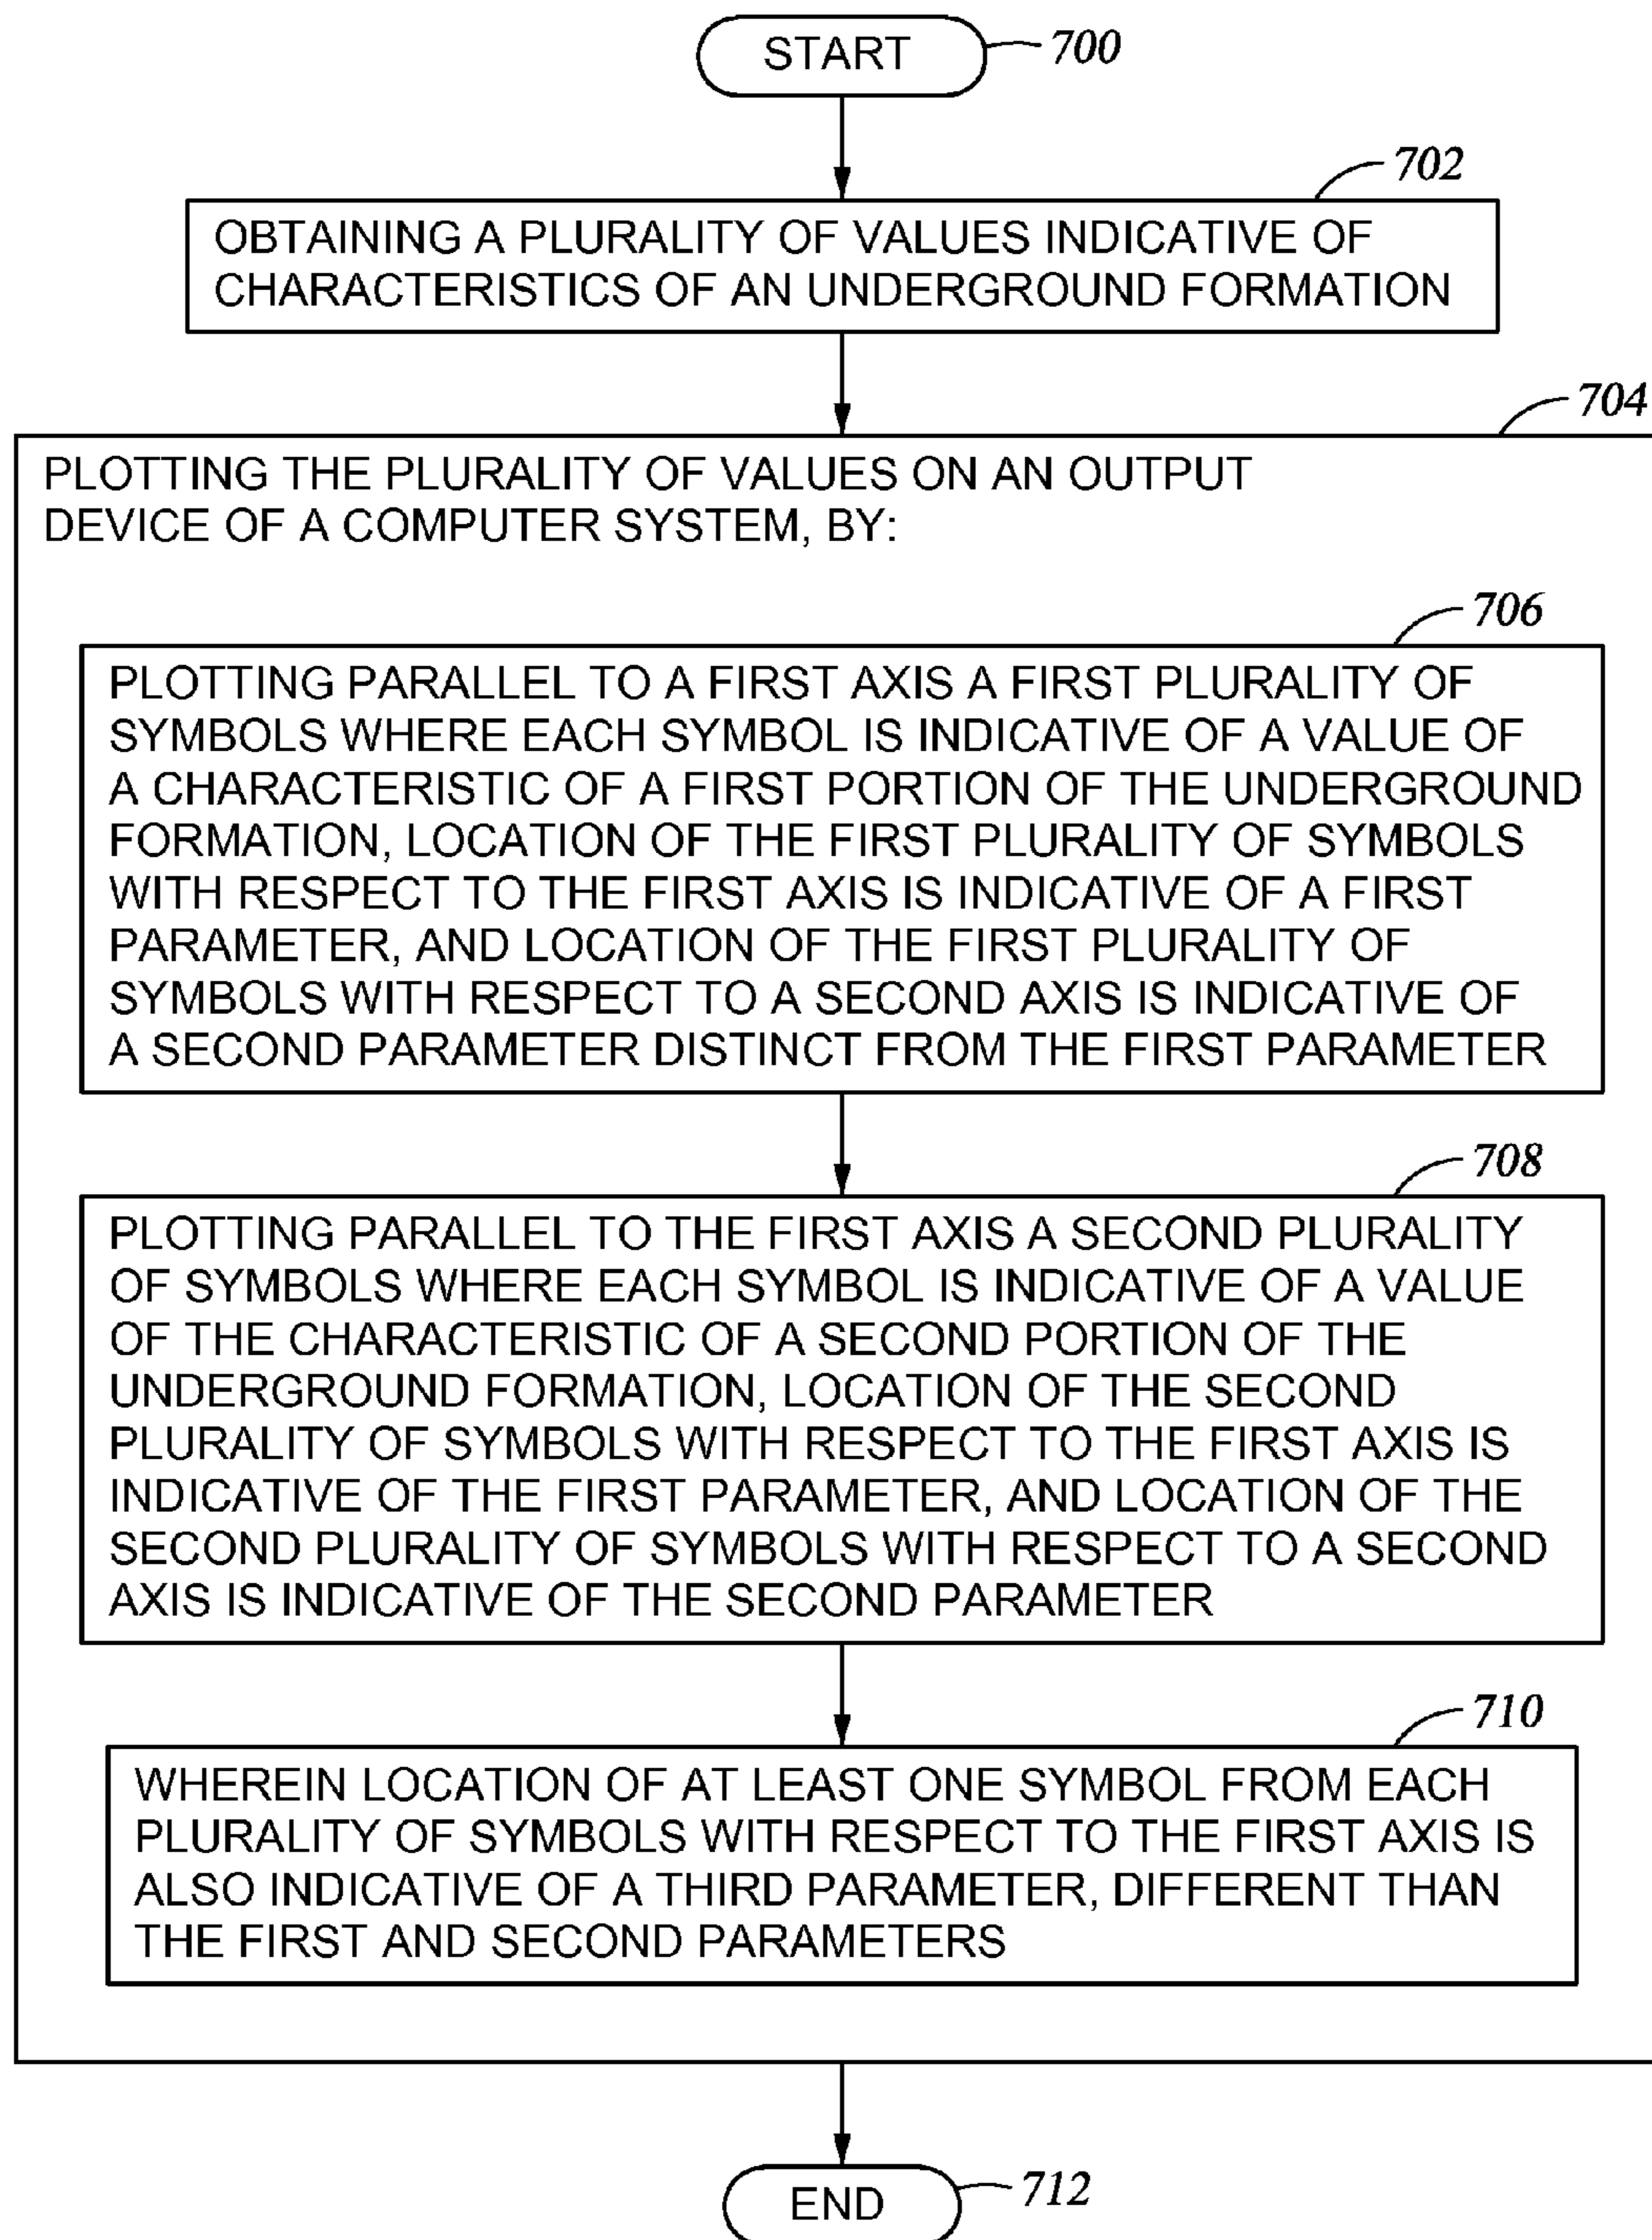 START
700
702
OBTAINING A PLURALITY OF VALUES INDICATIVE OF
CHARACTERISTICS OF AN UNDERGROUND FORMATION
704
PLOTTING THE PLURALITY OF VALUES ON AN OUTPUT
DEVICE OF A COMPUTER SYSTEM, BY:
706
PLOTTING PARALLEL TO A FIRST AXIS A FIRST PLURALITY OF
SYMBOLS WHERE EACH SYMBOL IS INDICATIVE OF A VALUE OF
A CHARACTERISTIC OF A FIRST PORTION OF THE UNDERGROUND
FORMATION, LOCATION OF THE FIRST PLURALITY OF SYMBOLS
WITH RESPECT TO THE FIRST AXIS IS INDICATIVE OF A FIRST
PARAMETER, AND LOCATION OF THE FIRST PLURALITY OF
SYMBOLS WITH RESPECT TO A SECOND AXIS IS INDICATIVE OF
A SECOND PARAMETER DISTINCT FROM THE FIRST PARAMETER
708
PLOTTING PARALLEL TO THE FIRST AXIS A SECOND PLURALITY
OF SYMBOLS WHERE EACH SYMBOL IS INDICATIVE OF A VALUE
OF THE CHARACTERISTIC OF A SECOND PORTION OF THE
UNDERGROUND FORMATION, LOCATION OF THE SECOND
PLURALITY OF SYMBOLS WITH RESPECT TO THE FIRST AXIS IS
INDICATIVE OF THE FIRST PARAMETER, AND LOCATION OF THE
SECOND PLURALITY OF SYMBOLS WITH RESPECT TO A SECOND
AXIS IS INDICATIVE OF THE SECOND PARAMETER
710
WHEREIN LOCATION OF AT LEAST ONE SYMBOL FROM EACH
PLURALITY OF SYMBOLS WITH RESPECT TO THE FIRST AXIS IS
ALSO INDICATIVE OF A THIRD PARAMETER, DIFFERENT THAN
THE FIRST AND SECOND PARAMETERS
END
712